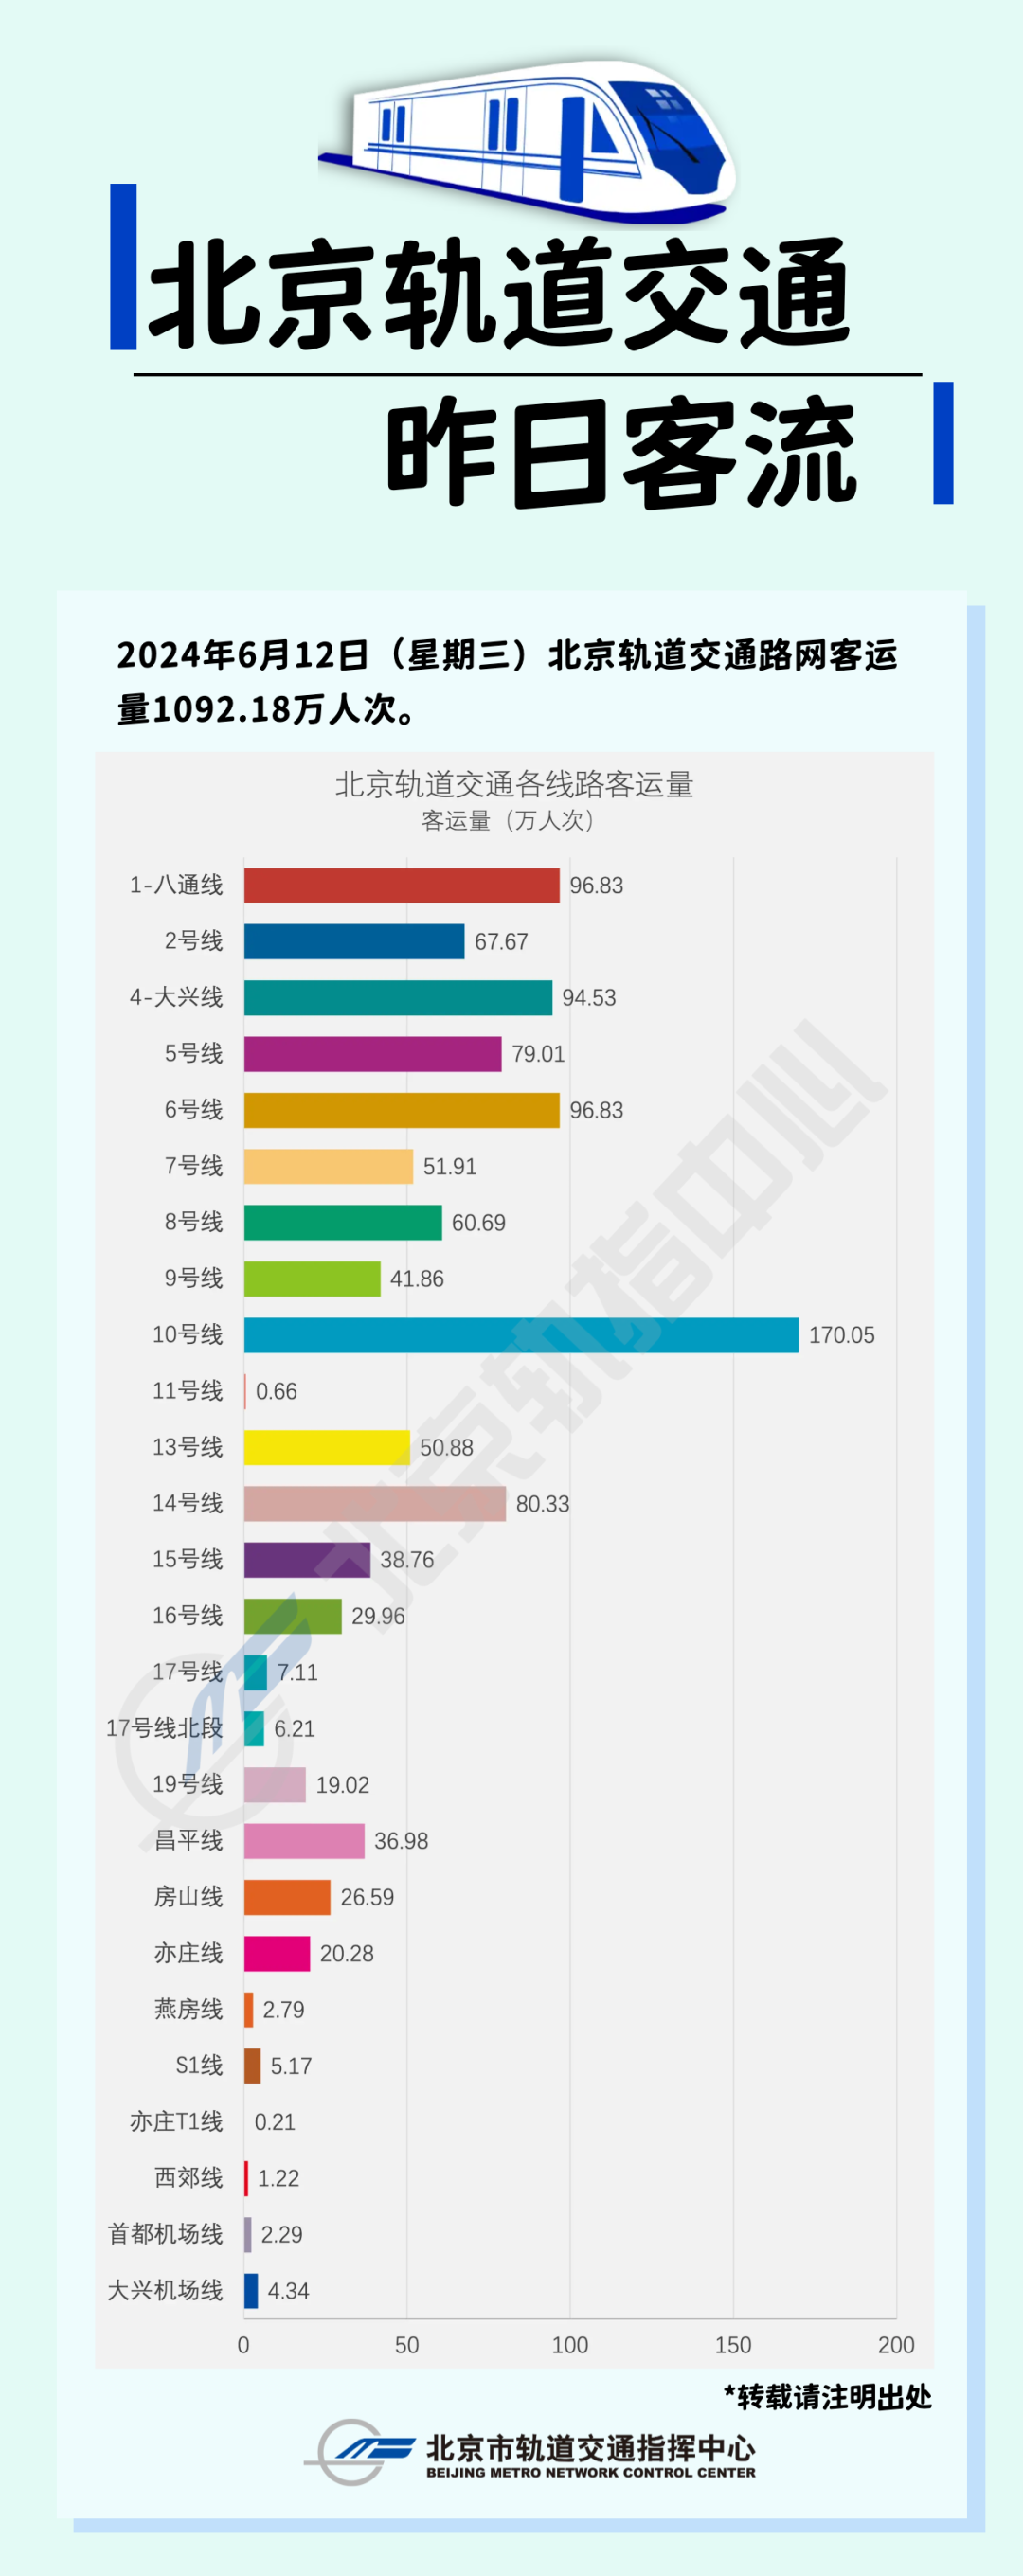 北京轨道交通
昨日客流
2024年6月12日（星期三）北京轨道交通路网客运
量1092.18万人次。
北京轨道交通各线路客运量
客运量（万人次）
1-八通线 96.83
2号线 67.67
4-大兴线 94.53
5号线 79.01
6号线 96.83
7号线 51.91
8号线 60.69
9号线 41.86
10号线 170.05
11号线 0.66
13号线 50.88
14号线 80.33
15号线 38.76
16号线 29.96
17号线 7.11
17号线北段 6.21
19号线 19.02
昌平线 36.98
房山线 26.59
亦庄线 20.28
燕房线 2.79
S1线 5.17
亦庄T1线 0.21
西郊线 1.22
首都机场线 2.29
大兴机场线 4.34
0 50 100 150 200
北京轨指中心
*转载请注明出处
北京市轨道交通指挥中心
BEIJING METRO NETWORK CONTROL CENTER